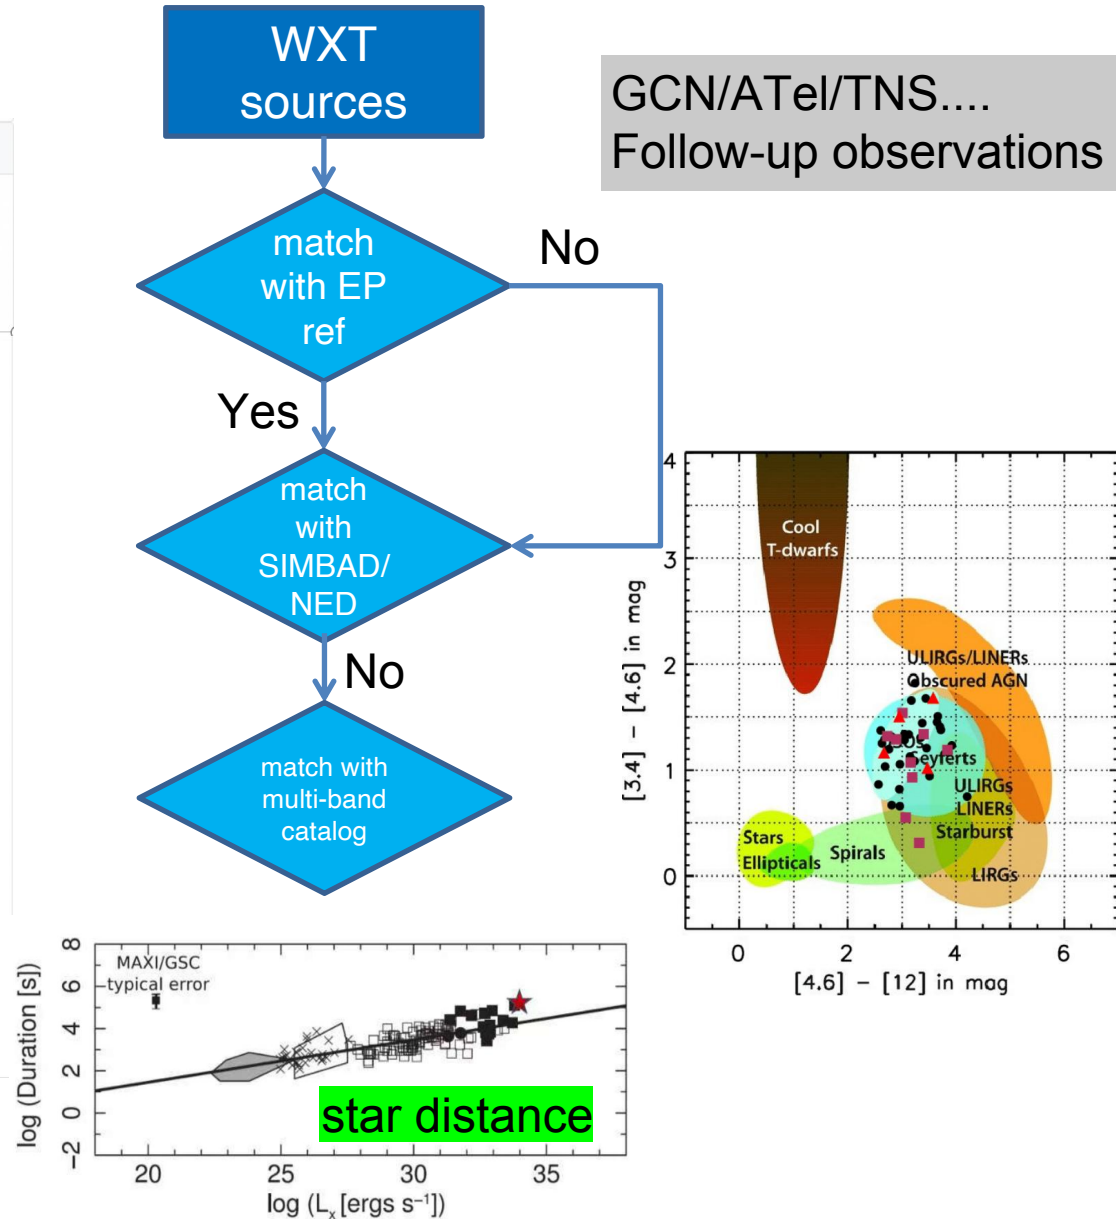 WXT
sources
GCN/ATel/TNS....
Follow-up observations
match
with EP
ref
No
Yes
match
with
SIMBAD/
NED
No
match with
multi-band
catalog
4
3
2
1
0
[3.4] − [4.6] in mag
Cool
T-dwarfs
ULIRGs/LINERs
Obscured AGN
Seyferts
ULIRGs
LINERs
Starburst
LIRGs
Stars
Ellipticals
Spirals
0 2 4 6
[4.6] − [12] in mag
8
6
4
2
0
−2
log (Duration [s])
MAXI/GSC
typical error
star distance
20 25 30 35
log (Lx [ergs s⁻¹])